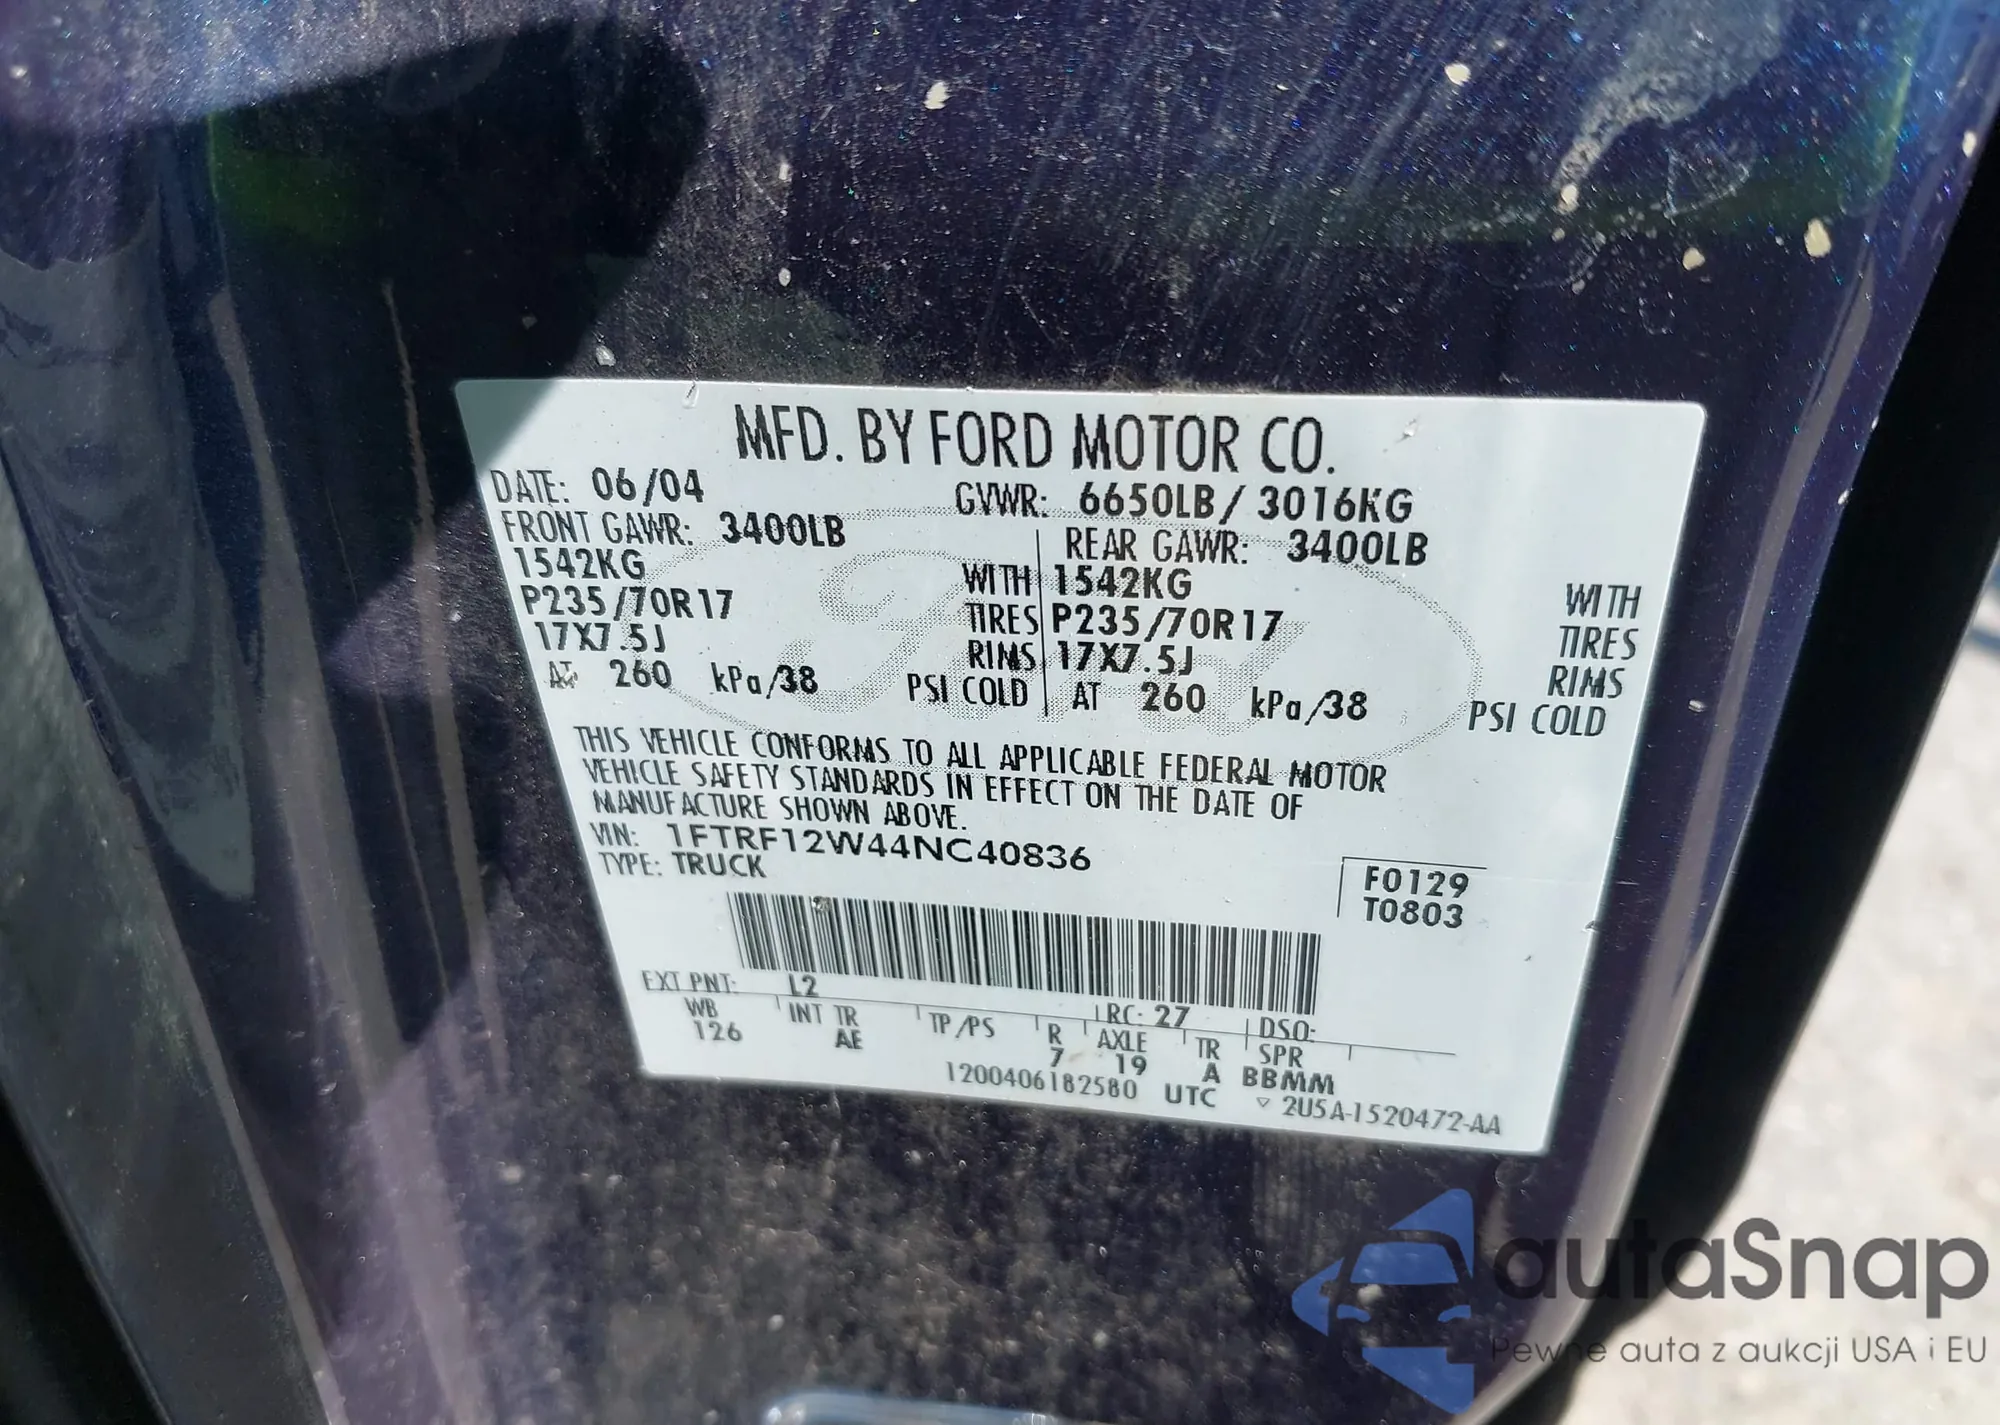 MFD. BY FORD MOTOR CO.
DATE: 06/04 GVWR: 6650LB/ 3016KG
FRONT GAWR: 3400LB REAR GAWR: 3400LB
1542KG WITH 1542KG WITH
P235/70R17 TIRES P235/70R17 TIRES
17X7.5J RIMS 17X7.5J RIMS
AT 260 kPa/38 PSI COLD AT 260 kPa/38 PSI COLD
THIS VEHICLE CONFORMS TO ALL APPLICABLE FEDERAL MOTOR
VEHICLE SAFETY STANDARDS IN EFFECT ON THE DATE OF
MANUFACTURE SHOWN ABOVE.
VIN: 1FTRF12W44NC40836
TYPE: TRUCK
F0129
T0803
EXT PNT: L2 RC: 27 DSO:
WB INT TR TP/PS R AXLE TR SPR
126 AE 7 19 A BBMM
1200406182580 UTC ▽ 2U5A-1520472-AA
Ford
autaSnap
Pewne auta z aukcji USA i EU